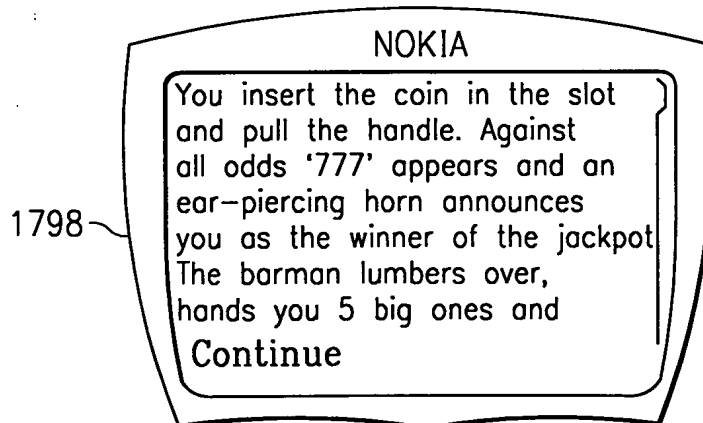 NOKIA
You insert the coin in the slot
and pull the handle. Against
all odds ‘777’ appears and an
ear–piercing horn announces
1798
you as the winner of the jackpot
The barman lumbers over,
hands you 5 big ones and
Continue